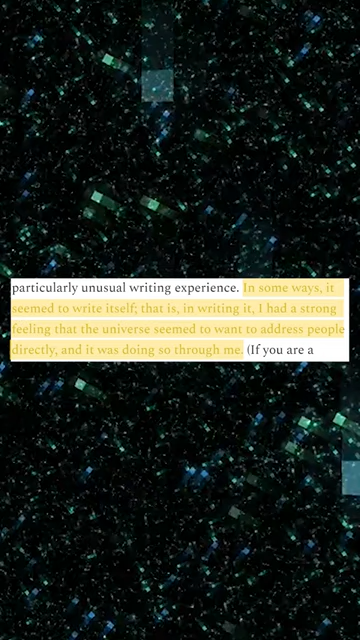 particularly unusual writing experience. In some ways, it
seemed to write itself; that is, in writing it, I had a strong
feeling that the universe seemed to want to address people
directly, and it was doing so through me. (If you are a